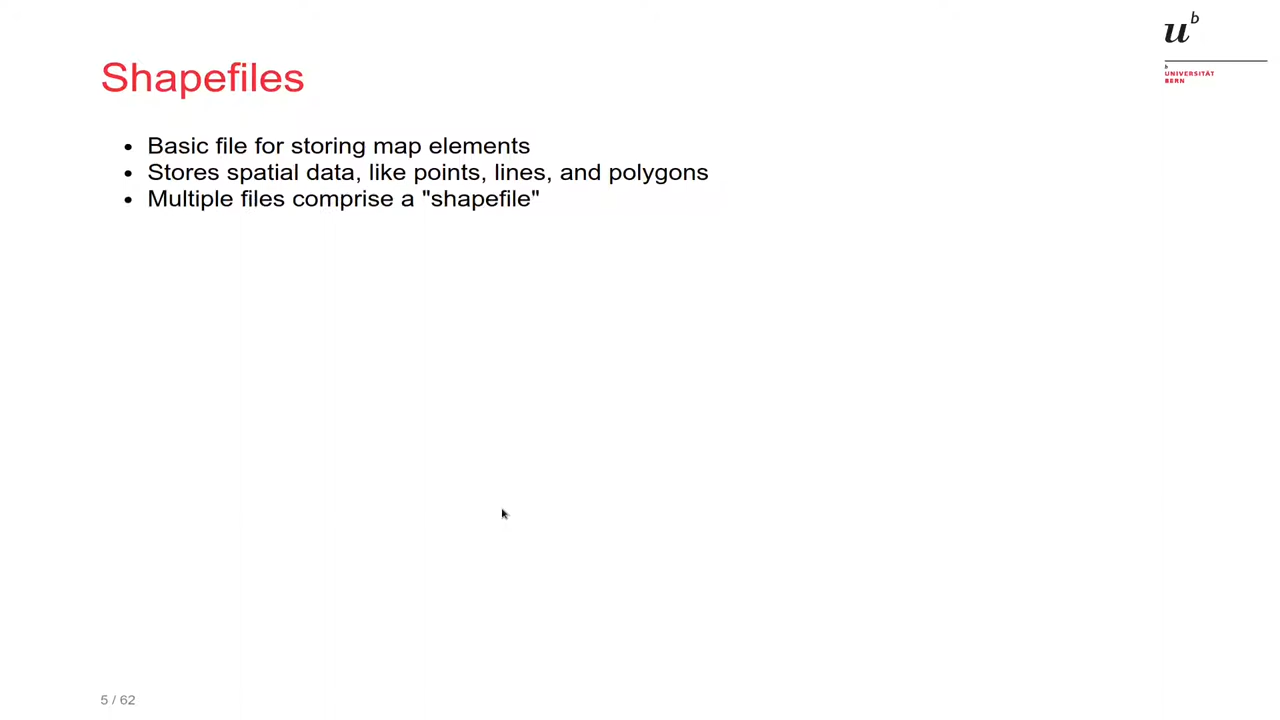 u
b
b
UNIVERSITÄT
BERN
Shapefiles
• Basic file for storing map elements
• Stores spatial data, like points, lines, and polygons
• Multiple files comprise a "shapefile"
5 / 62